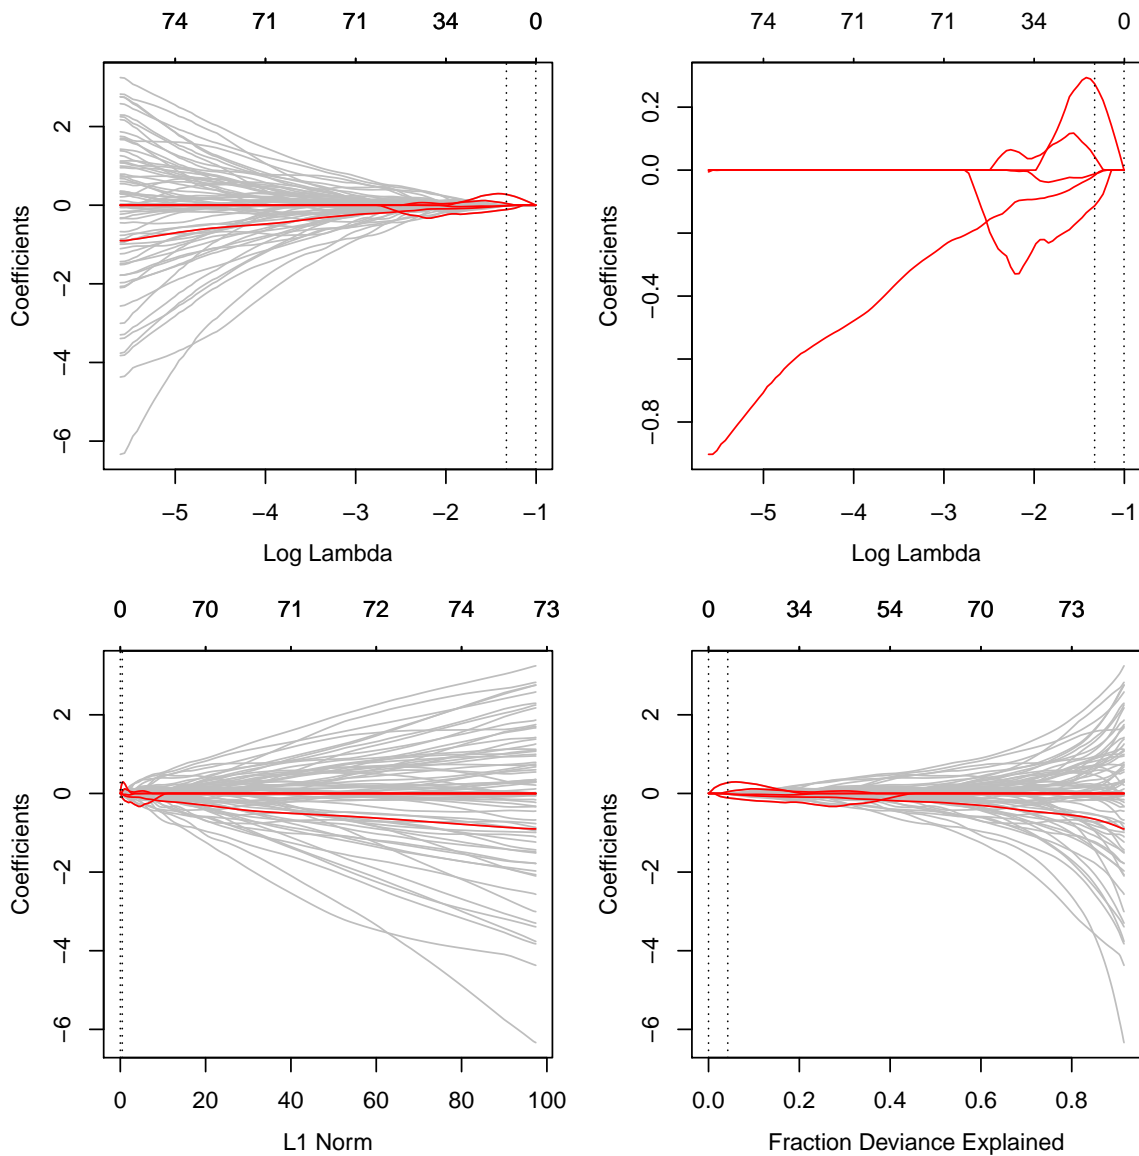 74 71 71 34 0
Coefficients
2
0
−2
−4
−6
−5 −4 −3 −2 −1
Log Lambda
74 71 71 34 0
Coefficients
0.2
0.0
−0.4
−0.8
−5 −4 −3 −2 −1
Log Lambda
0 70 71 72 74 73
Coefficients
2
0
−2
−4
−6
0 20 40 60 80 100
L1 Norm
0 34 54 70 73
Coefficients
2
0
−2
−4
−6
0.0 0.2 0.4 0.6 0.8
Fraction Deviance Explained